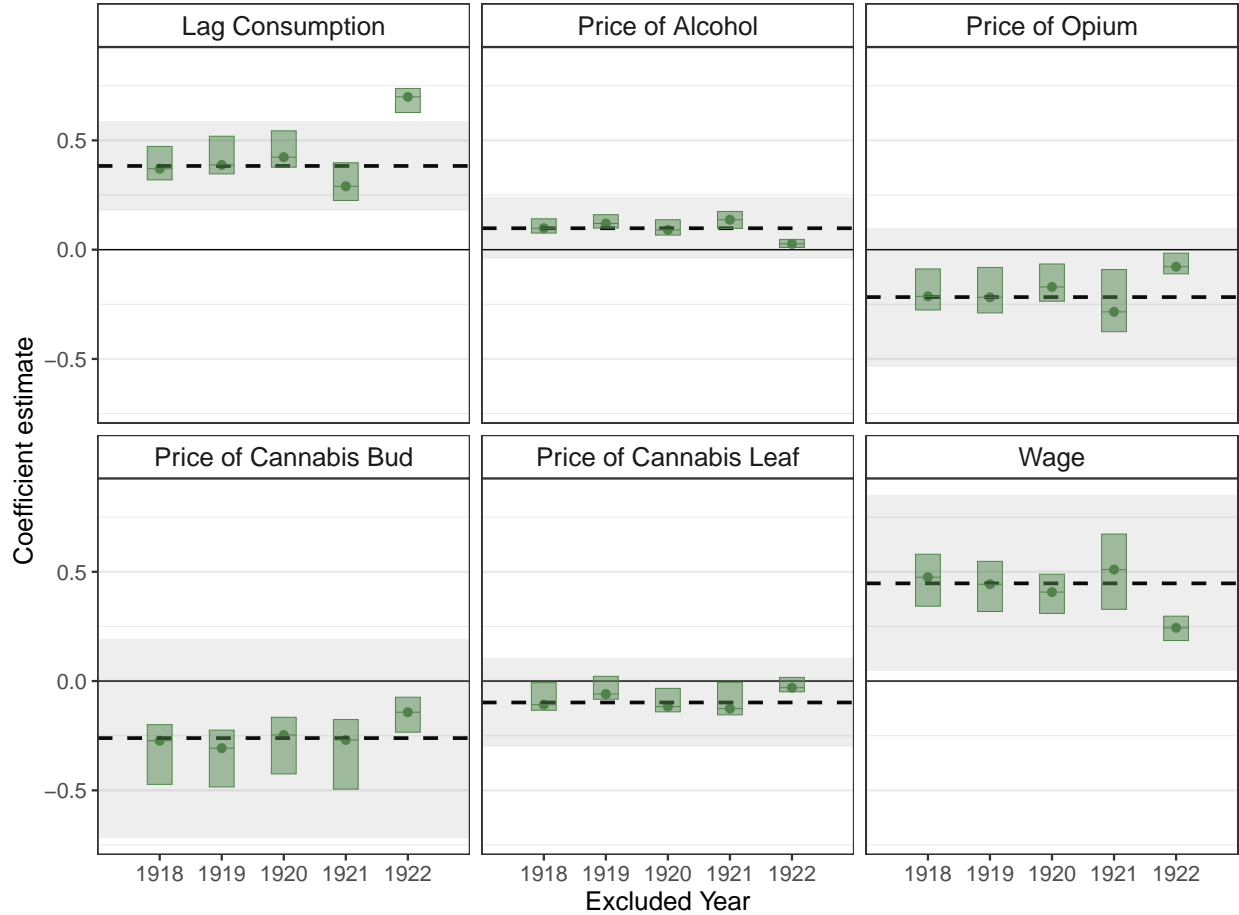 Lag Consumption
Price of Alcohol
Price of Opium
0.5
0.0
−0.5
Coefficient estimate
Price of Cannabis Bud
Price of Cannabis Leaf
Wage
0.5
0.0
−0.5
1918 1919 1920 1921 1922
1918 1919 1920 1921 1922
1918 1919 1920 1921 1922
Excluded Year